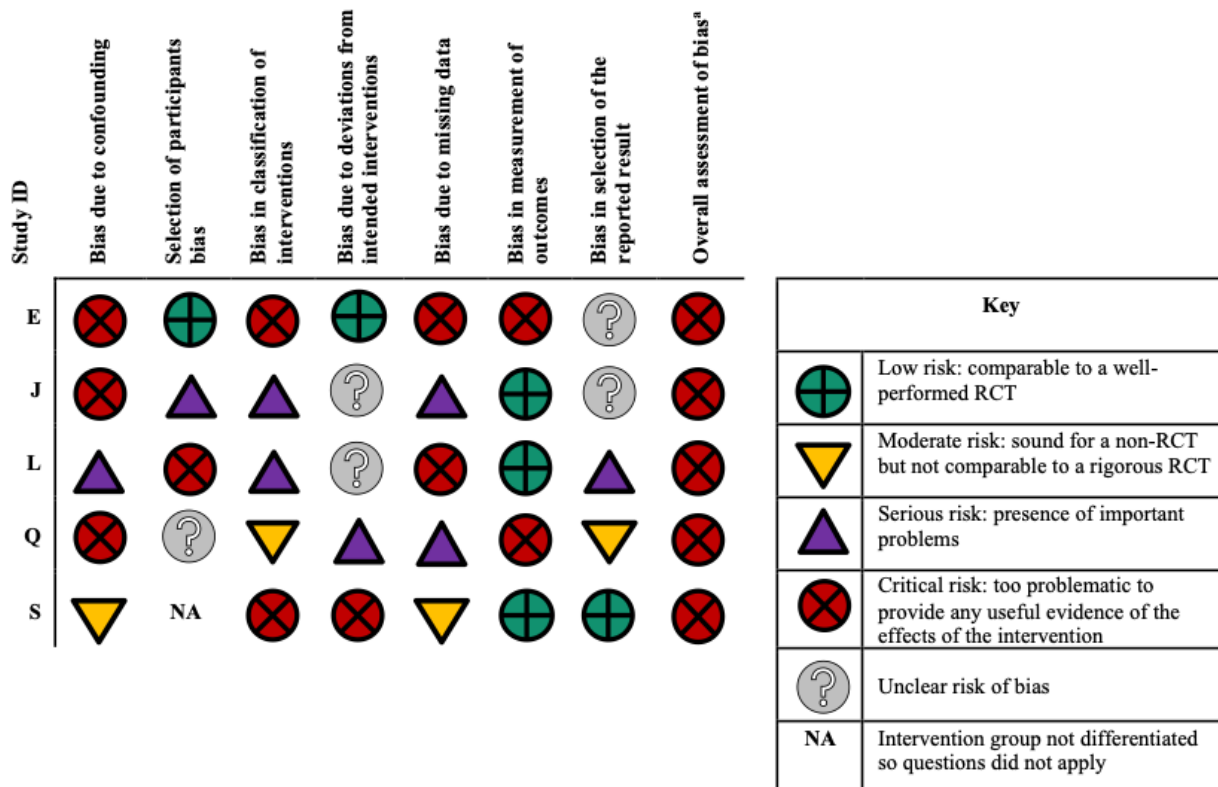 Study ID
Bias due to confounding
Selection of participants
bias
Bias in classification of
interventions
Bias due to deviations from
intended interventions
Bias due to missing data
Bias in measurement of
outcomes
Bias in selection of the
reported result
Overall assessment of biasᵃ
E
?
J
?
?
L
?
Q
?
S
NA
Key
Low risk: comparable to a well-
performed RCT
Moderate risk: sound for a non-RCT
but not comparable to a rigorous RCT
Serious risk: presence of important
problems
Critical risk: too problematic to
provide any useful evidence of the
effects of the intervention
?
Unclear risk of bias
NA
Intervention group not differentiated
so questions did not apply